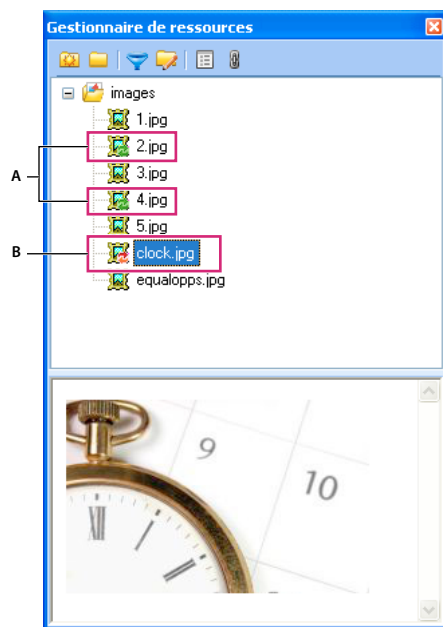 Gestionnaire de ressources
images
1.jpg
2.jpg
3.jpg
4.jpg
5.jpg
clock.jpg
equalopps.jpg
A
B
9
10
XII